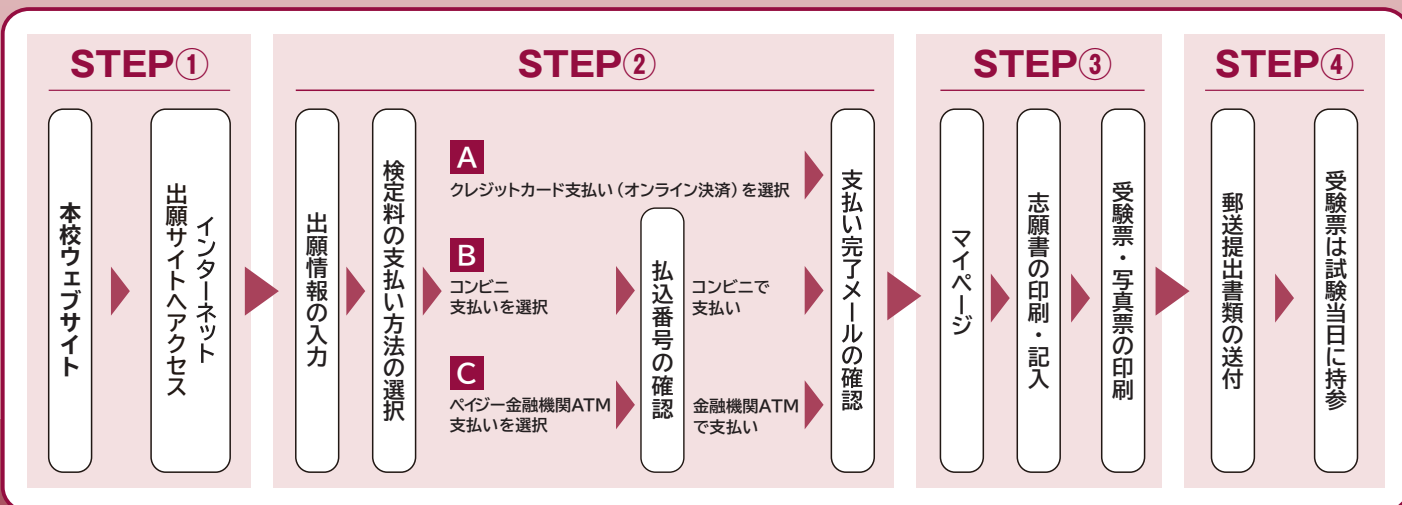 STEP①
本校ウェブサイト
インターネット
出願サイトへアクセス
STEP②
出願情報の入力
検定料の支払い方法の選択
A
クレジットカード支払い（オンライン決済）を選択
B
コンビニ
支払いを選択
C
ペイジー金融機関ATM
支払いを選択
払込番号の確認
コンビニで
支払い
金融機関ATM
で支払い
支払い完了メールの確認
STEP③
マイページ
志願書の印刷・記入
受験票・写真票の印刷
STEP④
郵送提出書類の送付
受験票は試験当日に持参